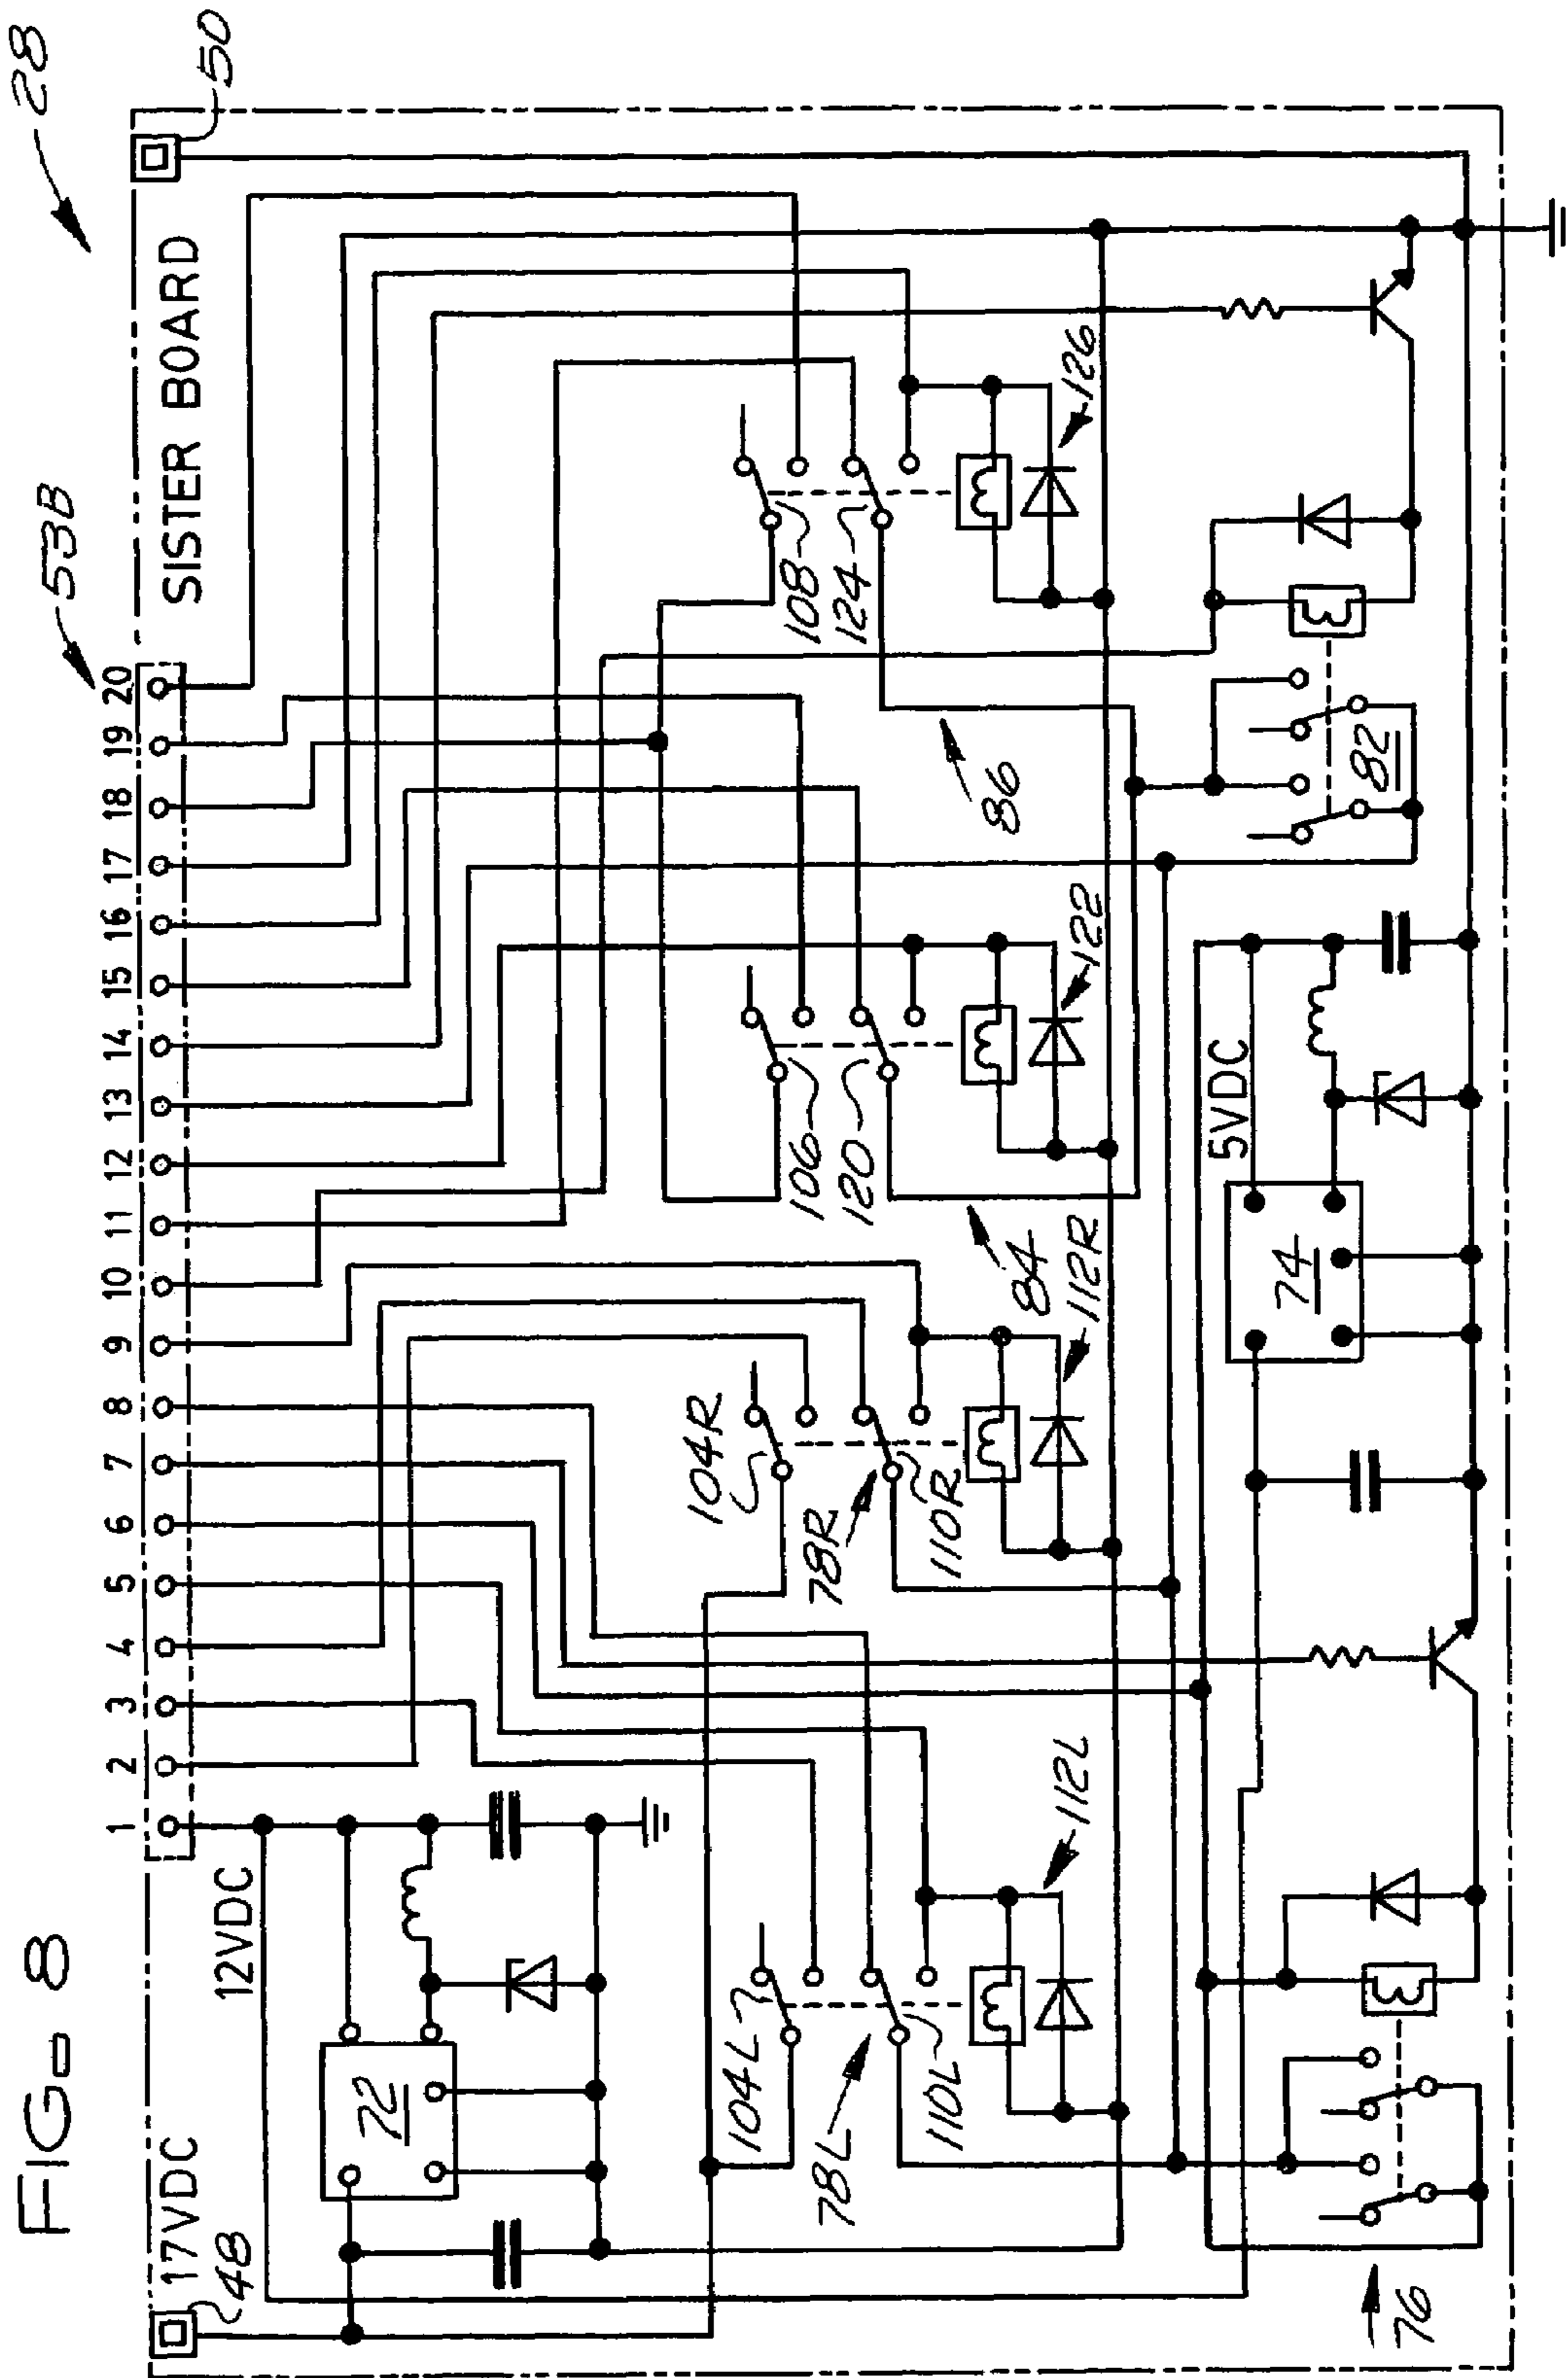 FIG. 8
28
53B
50
SISTER BOARD
1 2 3 4 5 6 7 8 9 10 11 12 13 14 15 16 17 18 19 20
17VDC
48
12VDC
72
104L
78L
110L
112L
104R
78R
110R
112R
106
120
84
122
108
124
86
126
76
74
5VDC
82